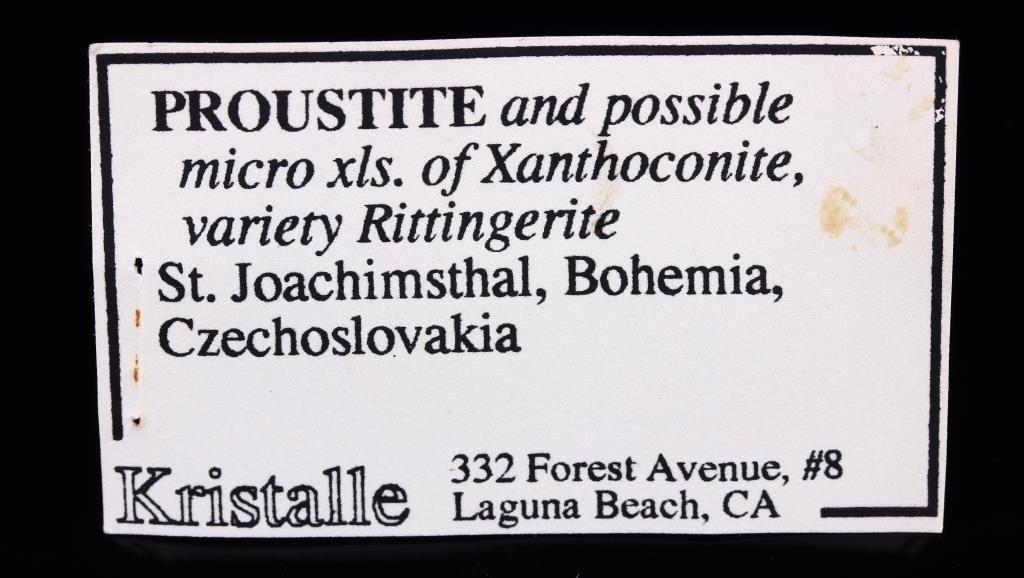 PROUSTITE and possible
micro xls. of Xanthoconite,
variety Rittingerite
St. Joachimsthal, Bohemia,
Czechoslovakia
Kristalle
332 Forest Avenue, #8
Laguna Beach, CA